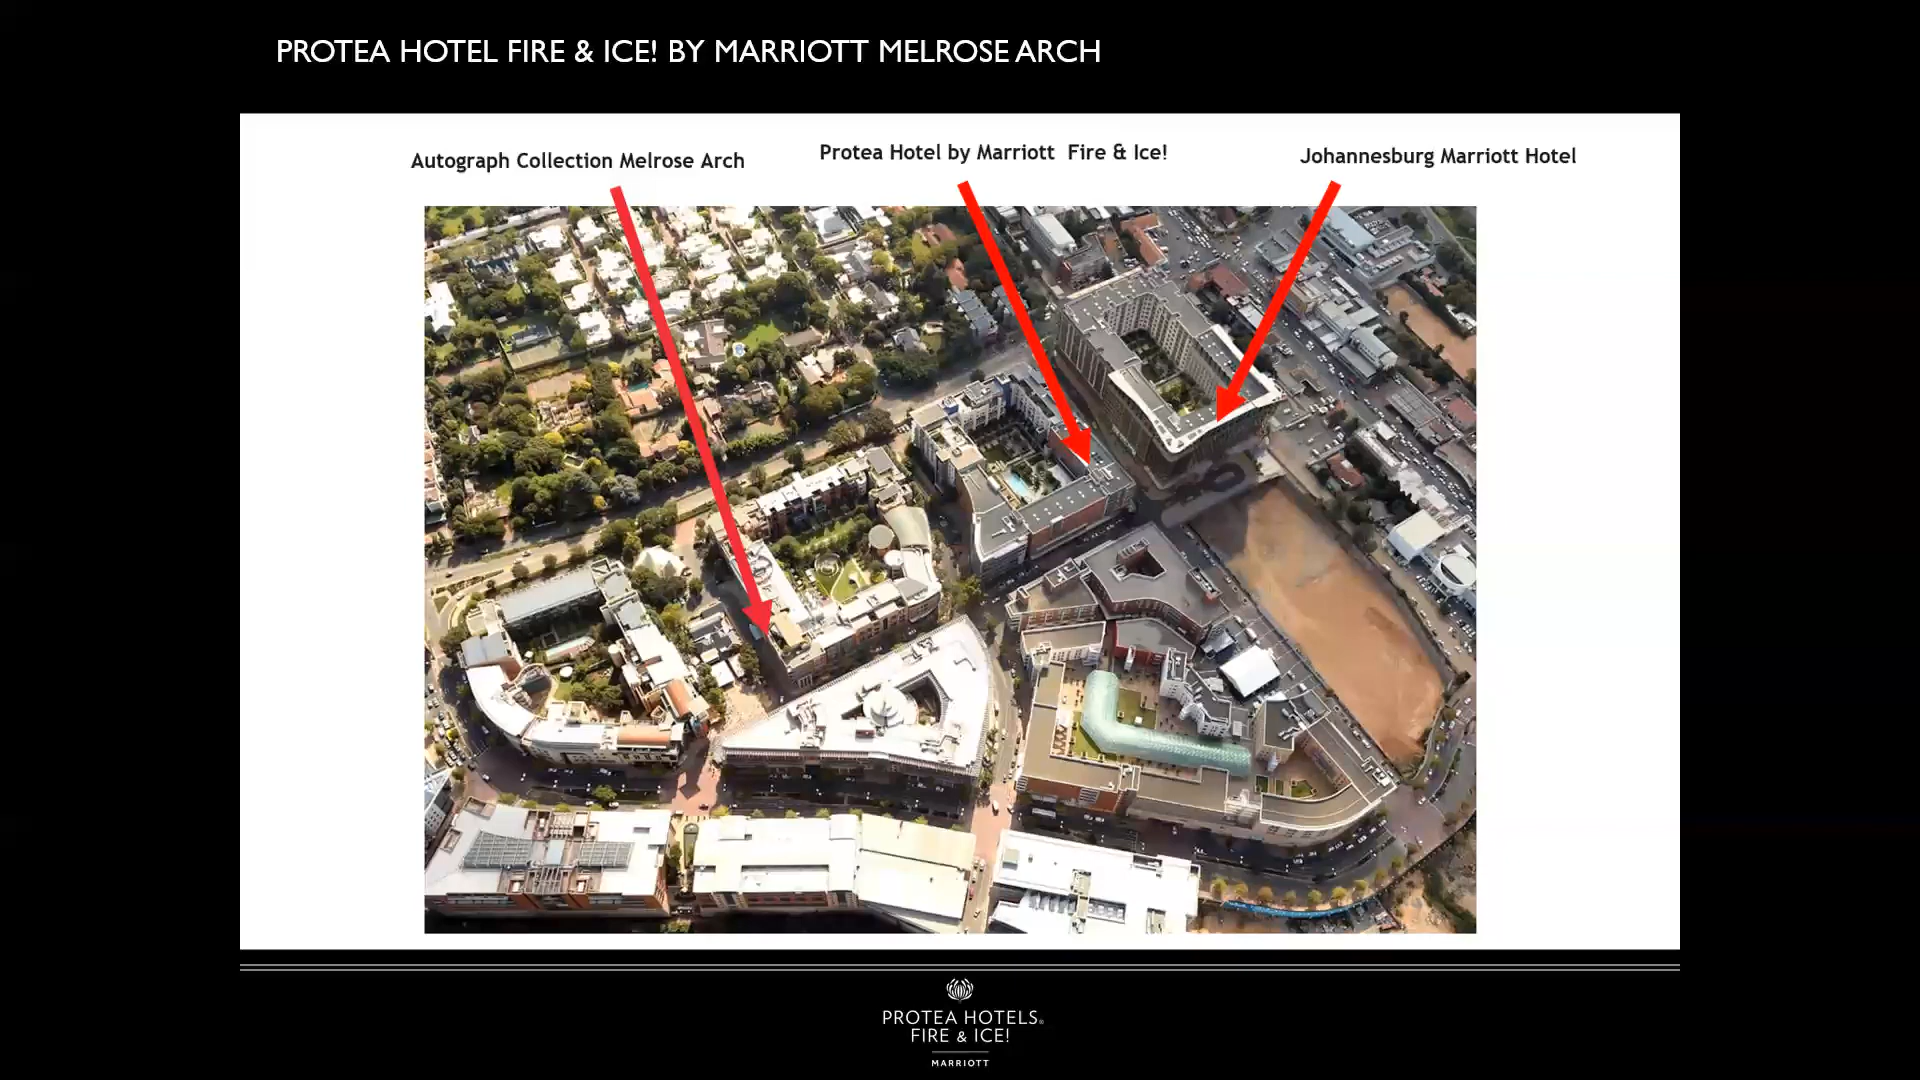 PROTEA HOTEL FIRE & ICE! BY MARRIOTT MELROSE ARCH
Autograph Collection Melrose Arch
Protea Hotel by Marriott Fire & Ice!
Johannesburg Marriott Hotel
PROTEA HOTELS®
FIRE & ICE!
MARRIOTT